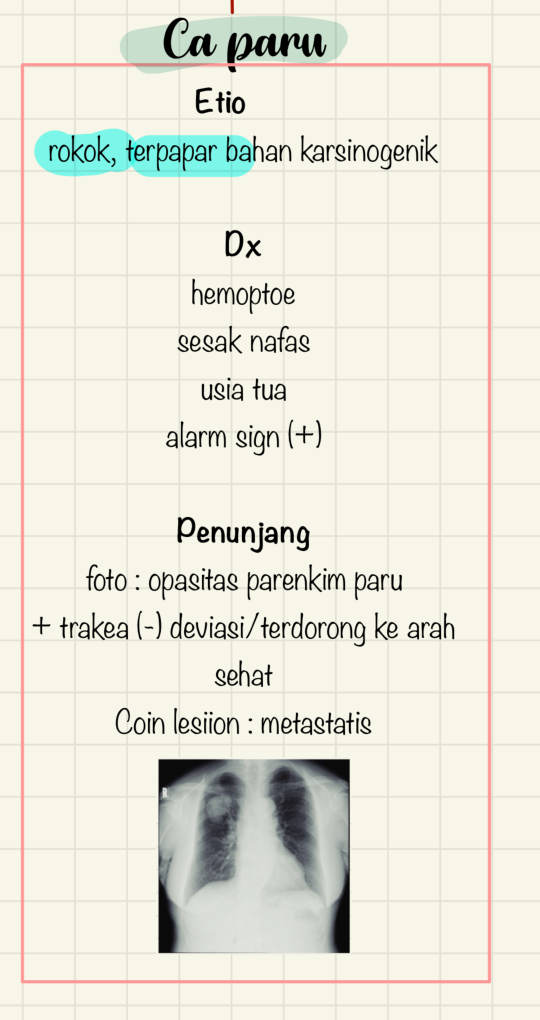 Ca paru
Etio
rokok, terpapar bahan karsinogenik
Dx
hemoptoe
sesak nafas
usia tua
alarm sign (+)
Penunjang
foto : opasitas parenkim paru
+ trakea (-) deviasi/terdorong ke arah
sehat
Coin lesiion : metastatis
R